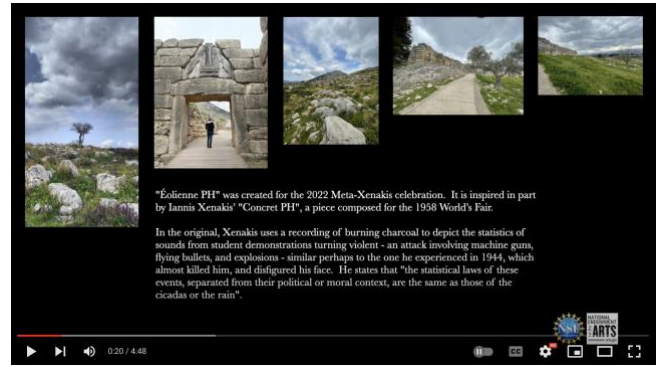 "Éolienne PH" was created for the 2022 Meta-Xenakis celebration.  It is inspired in part
by Iannis Xenakis' "Concret PH", a piece composed for the 1958 World's Fair.
In the original, Xenakis uses a recording of burning charcoal to depict the statistics of
sounds from student demonstrations turning violent - an attack involving machine guns,
flying bullets, and explosions - similar perhaps to the one he experienced in 1944, which
almost killed him, and disfigured his face.  He states that "the statistical laws of these
events, separated from their political or moral context, are the same as those of the
cicadas or the rain".
NSF
NATIONAL
ENDOWMENT
ARTS
0:20 / 4:48
CC